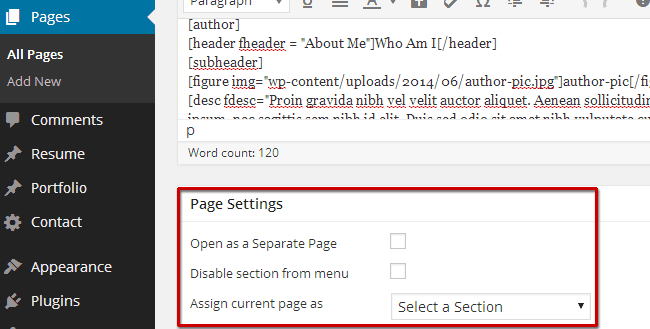 Pages
All Pages
Add New
Comments
Resume
Portfolio
Contact
Appearance
Plugins
Paragraph
[author]
[header fheader = "About Me"]Who Am I[/header]
[subheader]
[figure img="wp-content/uploads/2014/06/author-pic.jpg"]author-pic[/fi
[desc fdesc="Proin gravida nibh vel velit auctor aliquet. Aenean sollicitudin
p
Word count: 120
Page Settings
Open as a Separate Page
Disable section from menu
Assign current page as
Select a Section